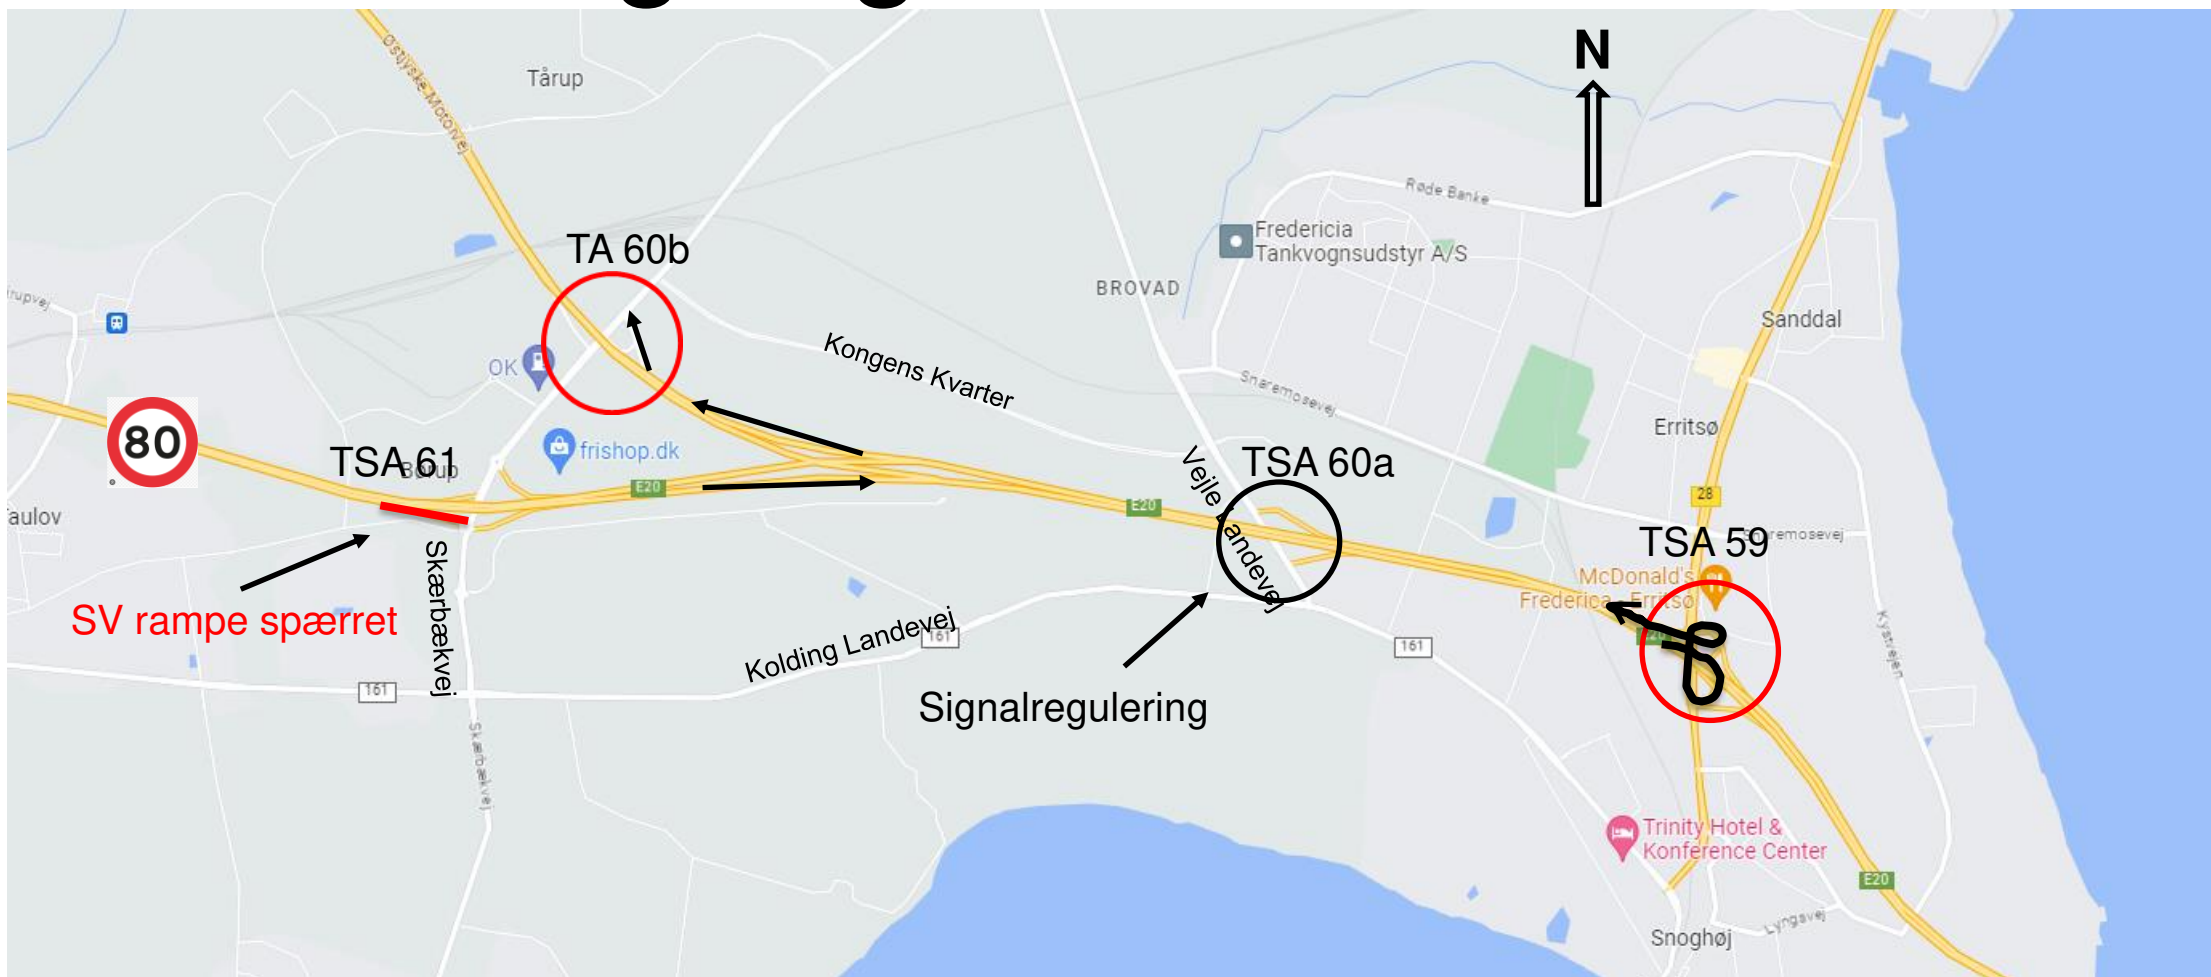 N
Østjyske Motorvej
Tårup
Røde Banke
TA 60b
Fredericia
Tankvognsudstyr A/S
BROVAD
Sanddal
OK
Kongens Kvarter
Snaremosevej
Erritsø
80
TSA 61
Børup
frishop.dk
E20
Vejle Landevej
TSA 60a
E20
28
TSA 59
Snaremosevej
McDonald's
Fredericia - Erritsø
E20
Skærbækvej
SV rampe spærret
Kolding Landevej
161
161
161
Kystvejen
Signalregulering
Skærbækvej
Trinity Hotel &
Konference Center
E20
Snoghøj
Lyngsvej